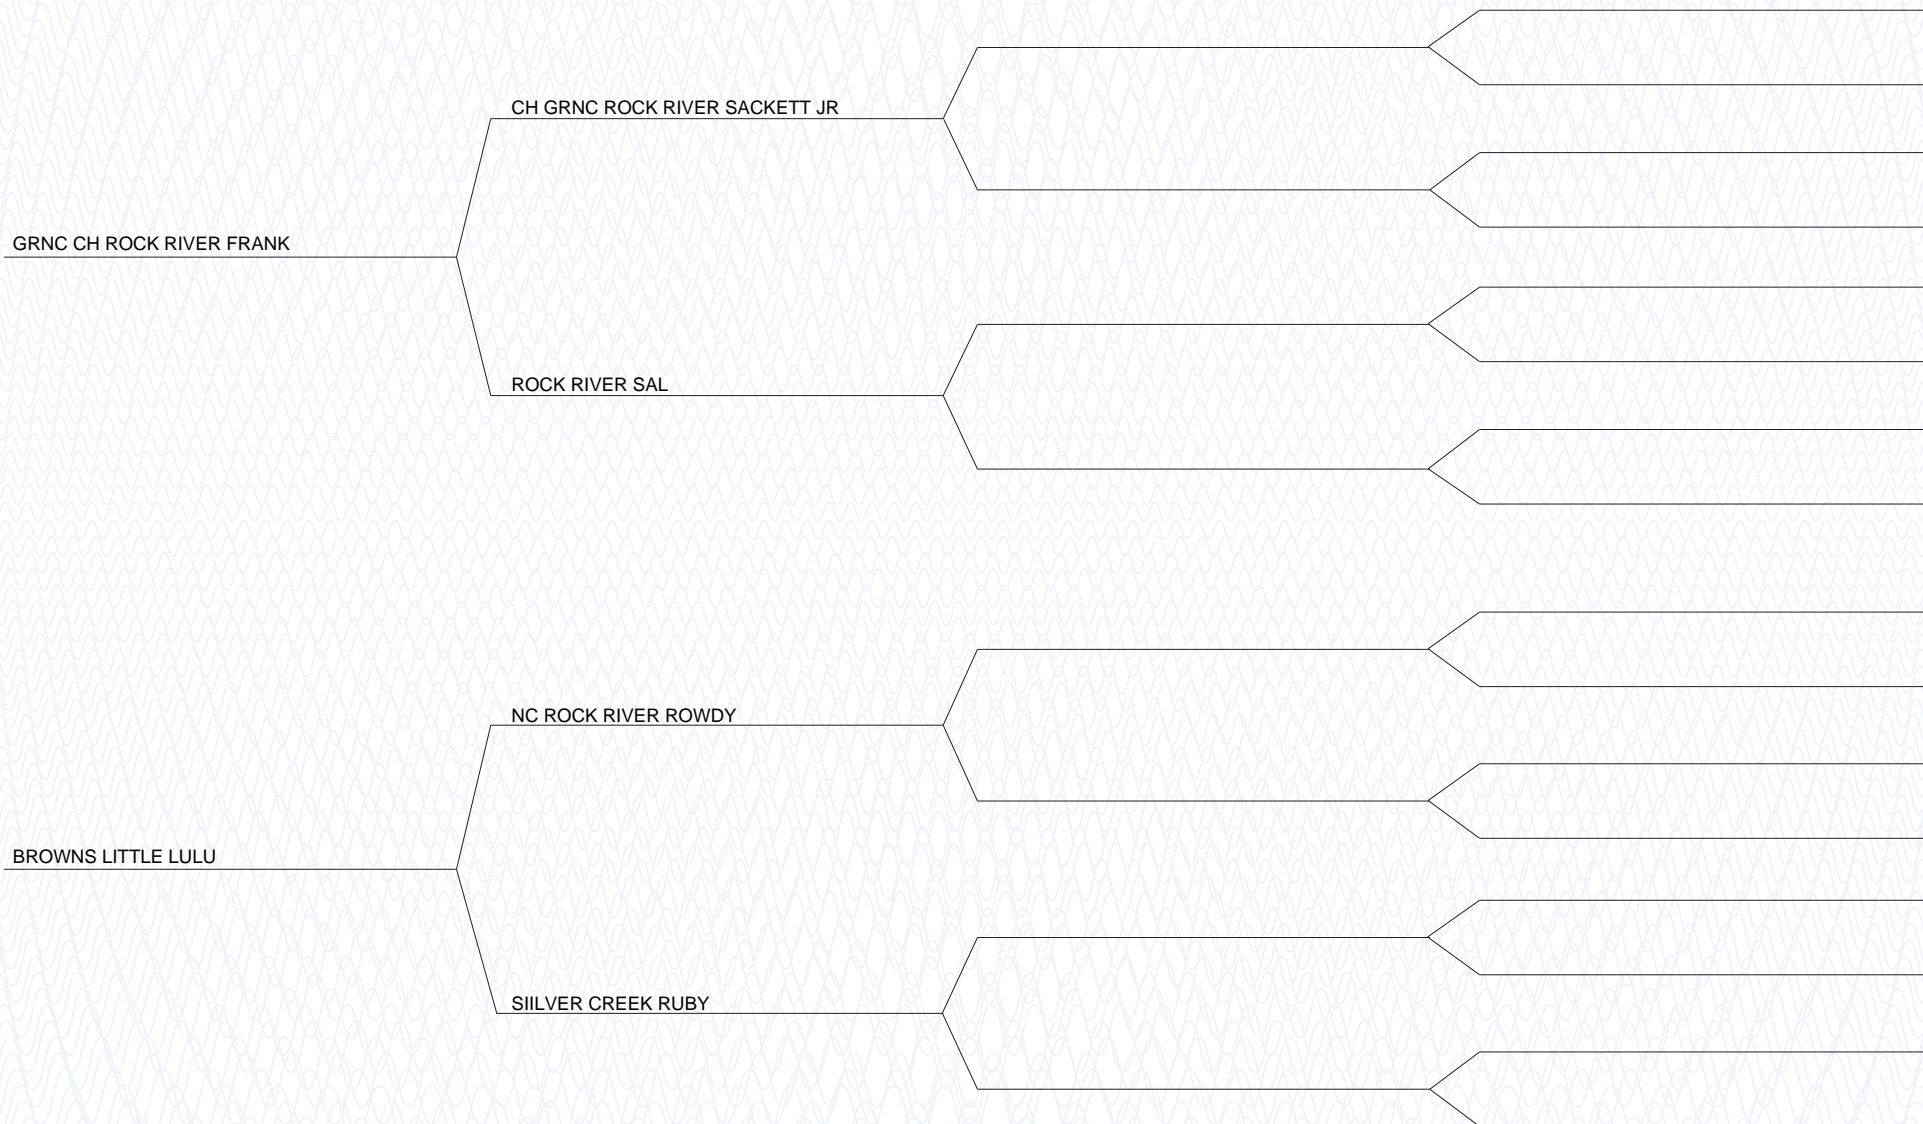 CH GRNC ROCK RIVER SACKETT JR
GRNC CH ROCK RIVER FRANK
ROCK RIVER SAL
NC ROCK RIVER ROWDY
BROWNS LITTLE LULU
SIILVER CREEK RUBY